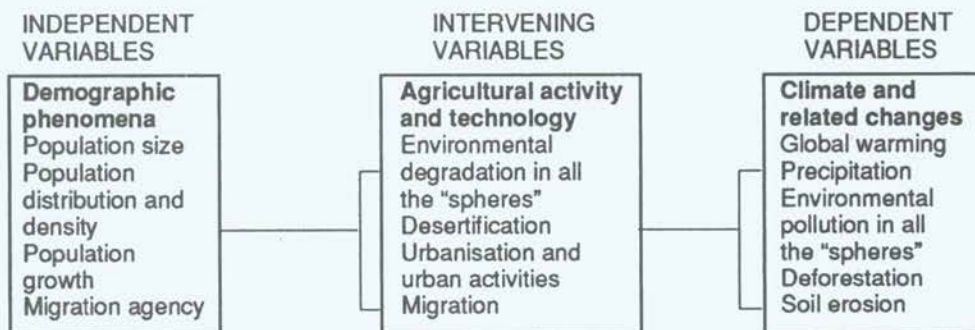 INDEPENDENT
VARIABLES
Demographic
phenomena
Population size
Population
distribution and
density
Population
growth
Migration agency
INTERVENING
VARIABLES
Agricultural activity
and technology
Environmental
degradation in all
the "spheres"
Desertification
Urbanisation and
urban activities
Migration
DEPENDENT
VARIABLES
Climate and
related changes
Global warming
Precipitation
Environmental
pollution in all
the "spheres"
Deforestation
Soil erosion